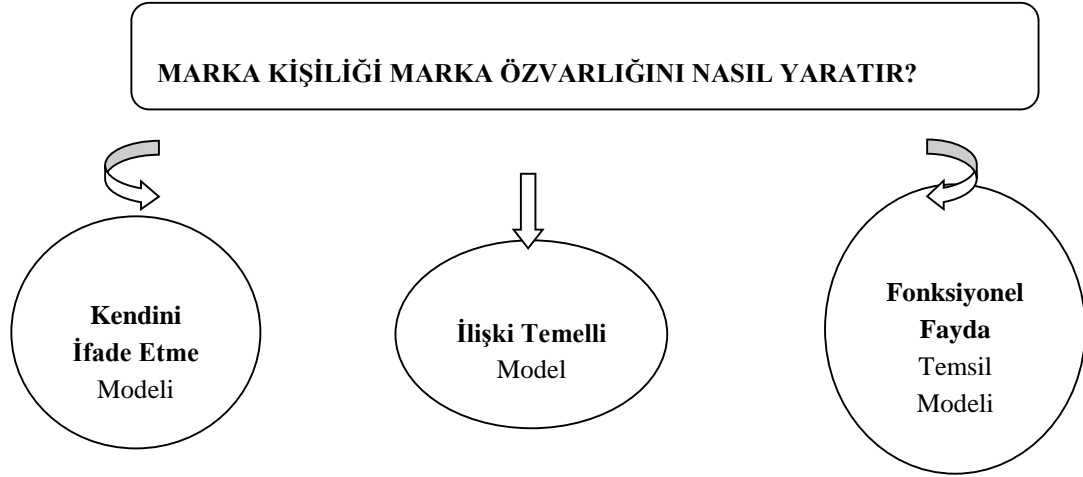 MARKA KİŞİLİĞİ MARKA ÖZVARLIĞINI NASIL YARATIR?
Kendini
İfade Etme
Modeli
İlişki Temelli
Model
Fonksiyonel
Fayda
Temsil
Modeli